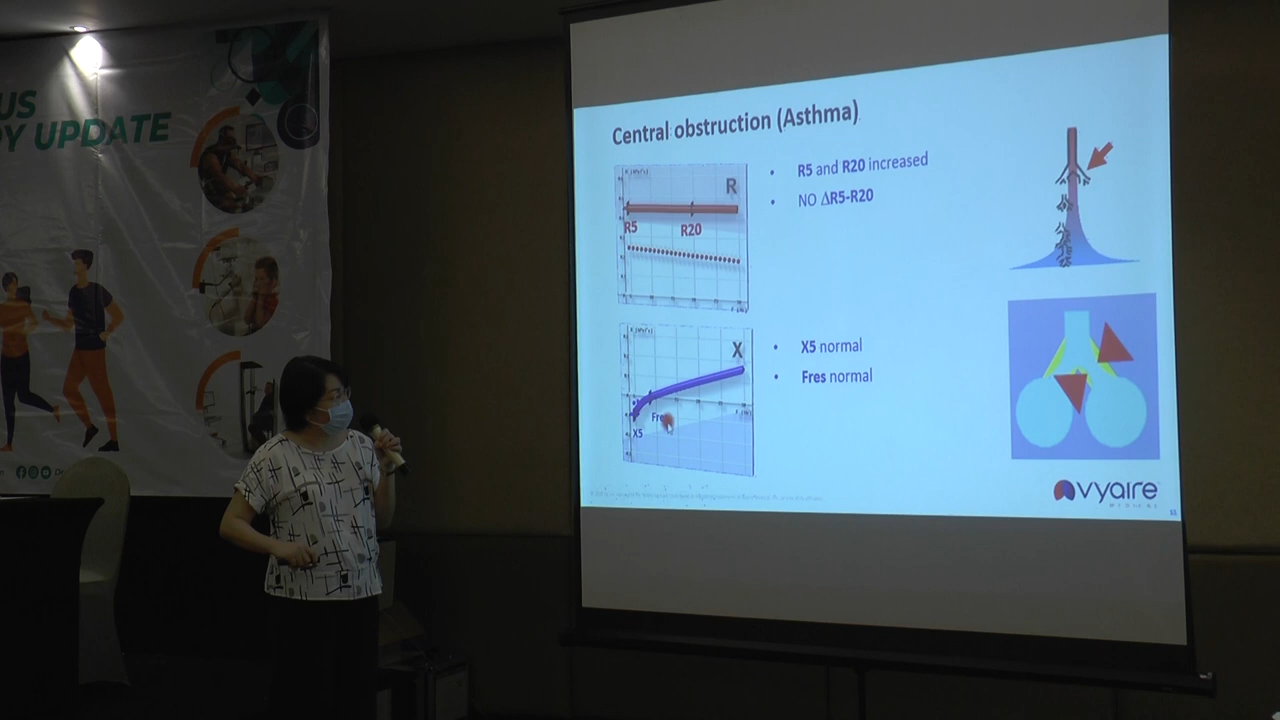 US
Y UPDATE
Central obstruction (Asthma)
R
R5
R20
• R5 and R20 increased
• NO ΔR5-R20
X
X5
• X5 normal
• Fres normal
vyaire
MEDICAL